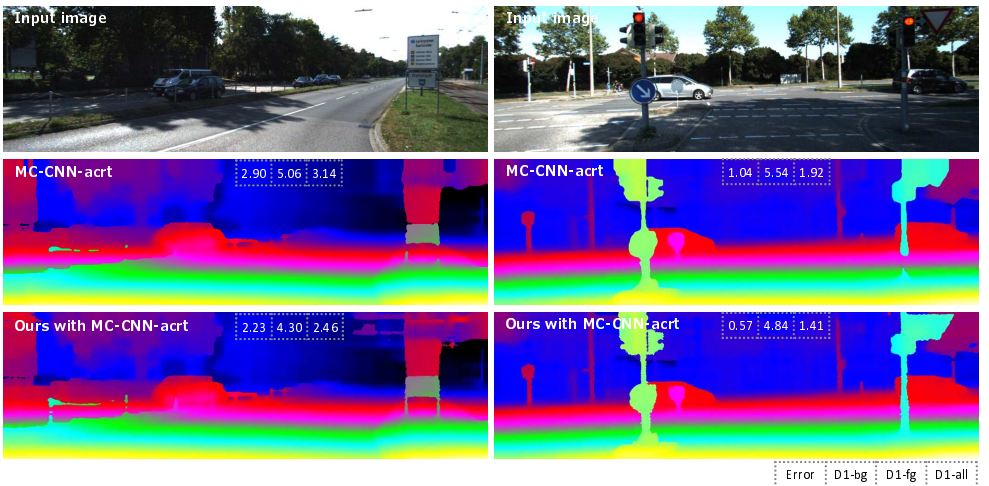 Input image
Input image
MC-CNN-acrt
2.90 5.06 3.14
MC-CNN-acrt
1.04 5.54 1.92
Ours with MC-CNN-acrt
2.23 4.30 2.46
Ours with MC-CNN-acrt
0.57 4.84 1.41
Error D1-bg D1-fg D1-all